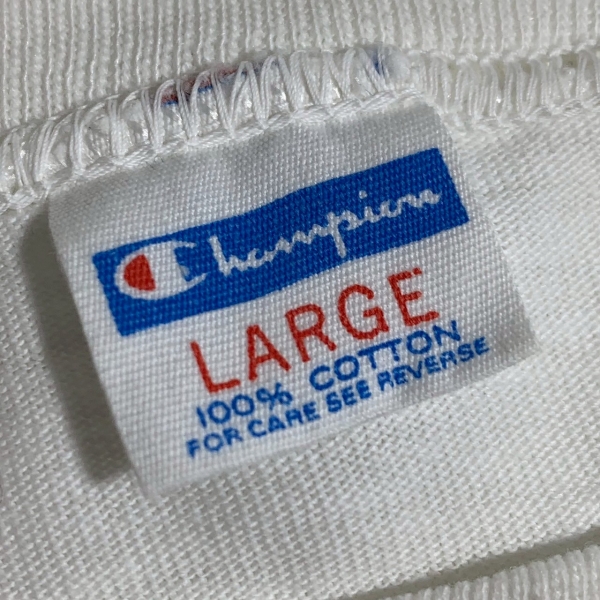 Champion
LARGE
100% COTTON
FOR CARE SEE REVERSE